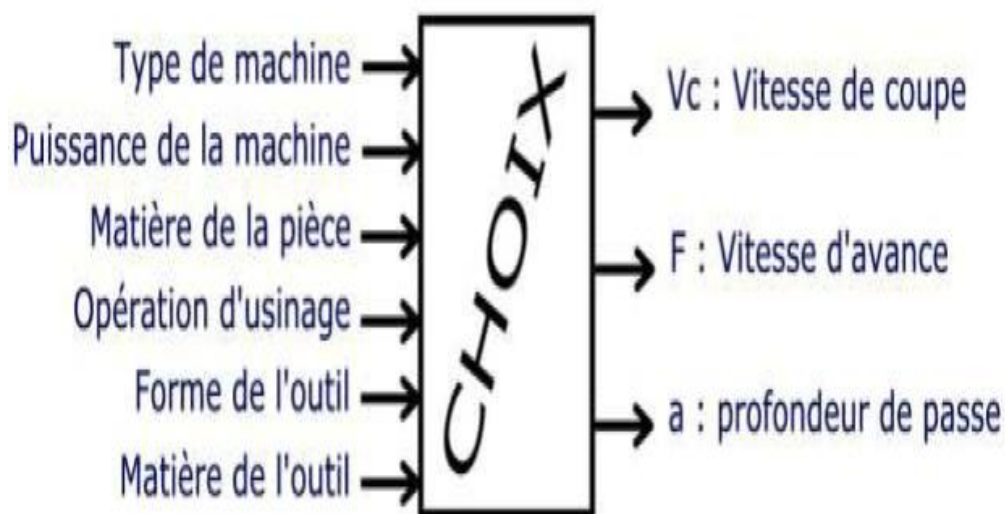 Type de machine
Puissance de la machine
Matière de la pièce
Opération d'usinage
Forme de l'outil
Matière de l'outil
CHOIX
Vc : Vitesse de coupe
F : Vitesse d'avance
a : profondeur de passe